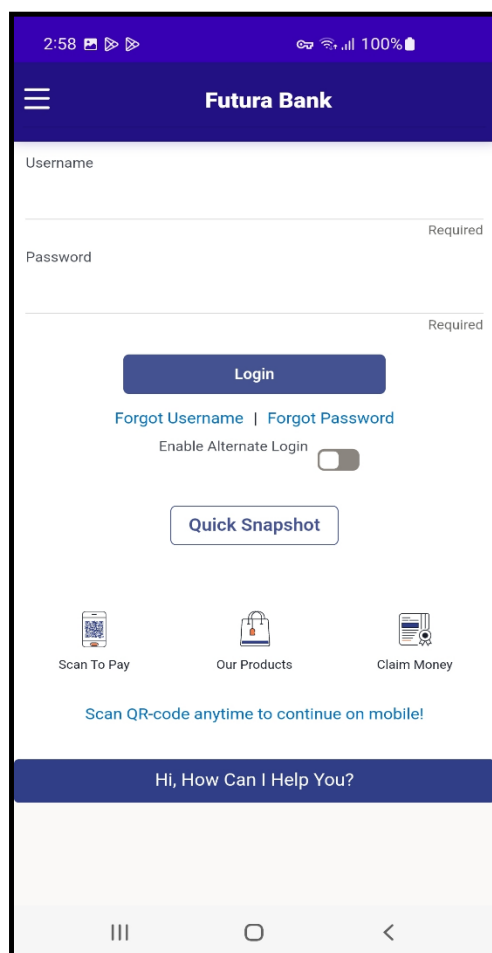 2:58 100%
Futura Bank
Username
Required
Password
Required
Login
Forgot Username | Forgot Password
Enable Alternate Login
Quick Snapshot
Scan To Pay Our Products Claim Money
Scan QR-code anytime to continue on mobile!
Hi, How Can I Help You?